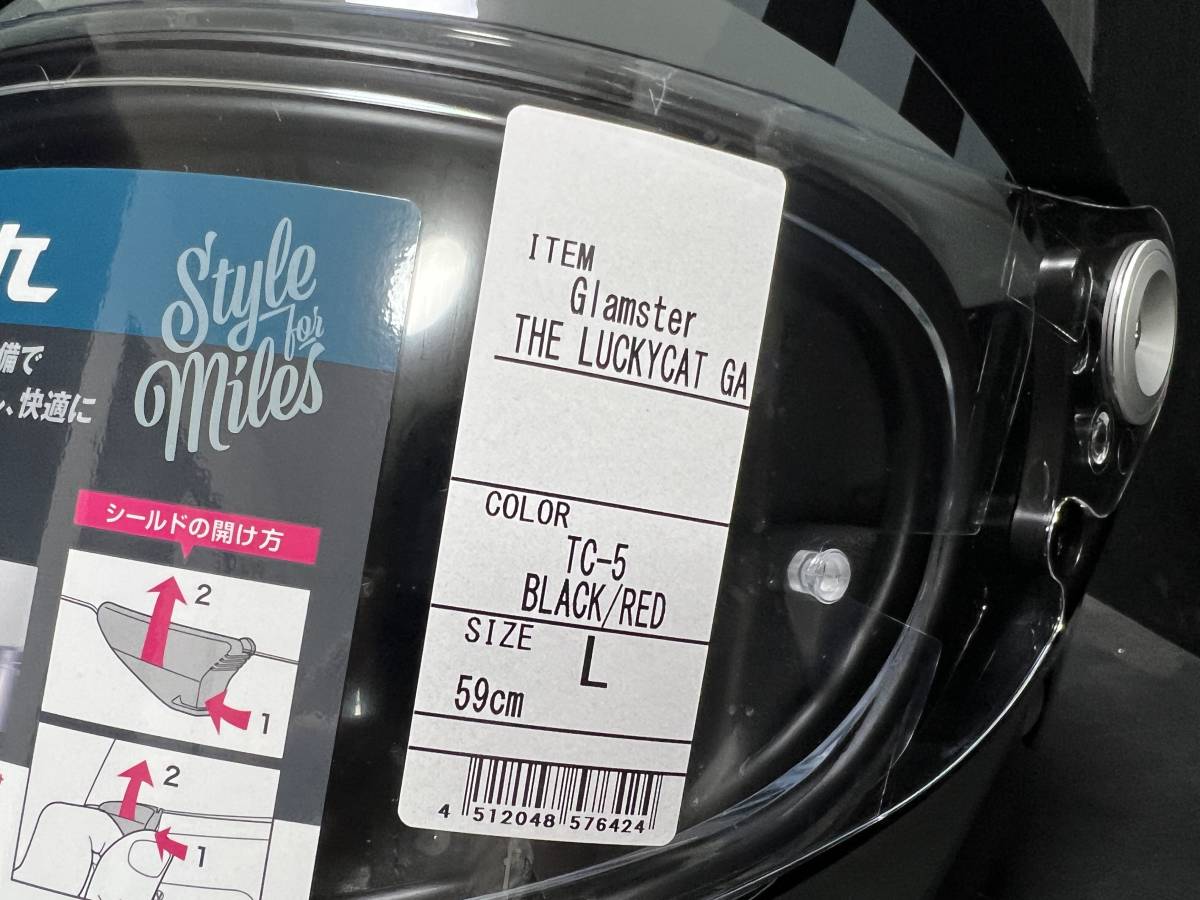 Style
for
Miles
備で
、快適に
シールドの開け方
2
1
2
1
ITEM
Glamster
THE LUCKYCAT GA
COLOR
TC-5
BLACK/RED
SIZE
L
59cm
4 512048 576424